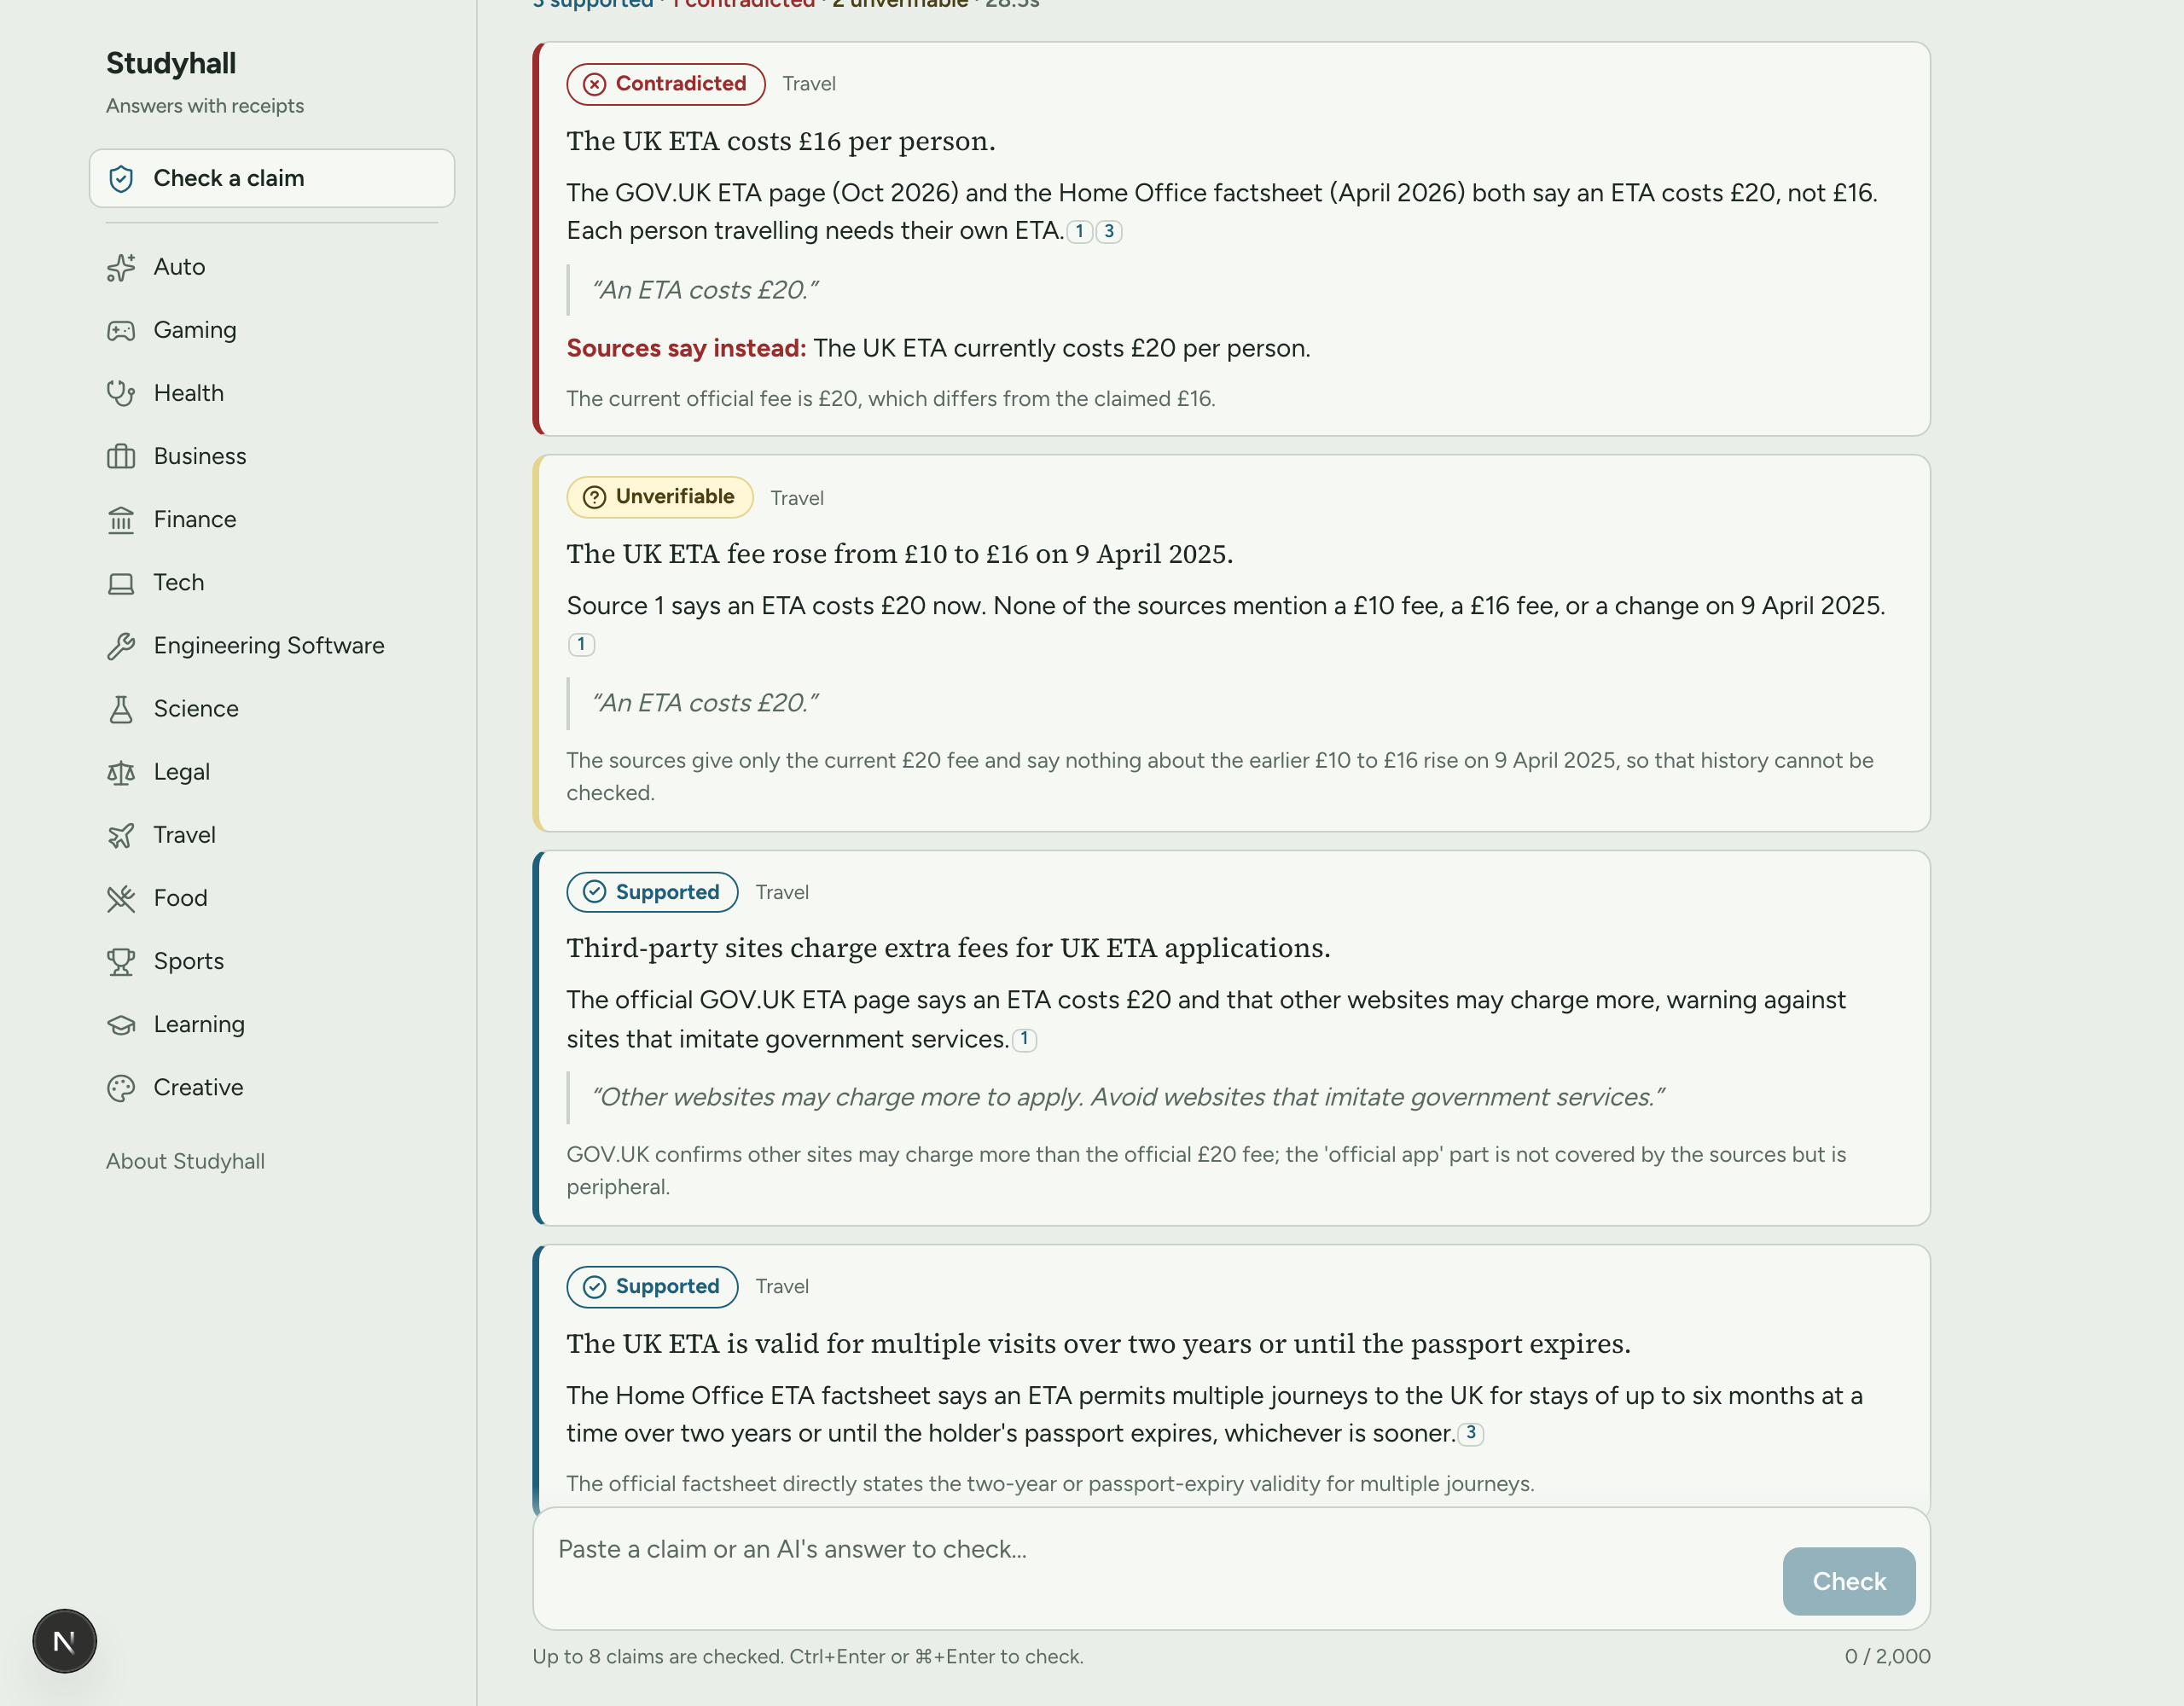 Studyhall
Answers with receipts
Check a claim
Auto
Gaming
Health
Business
Finance
Tech
Engineering Software
Science
Legal
Travel
Food
Sports
Learning
Creative
About Studyhall
N
3 supported · 1 contradicted · 2 unverifiable · 28.5s
Contradicted Travel
The UK ETA costs £16 per person.
The GOV.UK ETA page (Oct 2026) and the Home Office factsheet (April 2026) both say an ETA costs £20, not £16.
Each person travelling needs their own ETA. 1 3
“An ETA costs £20.”
Sources say instead: The UK ETA currently costs £20 per person.
The current official fee is £20, which differs from the claimed £16.
Unverifiable Travel
The UK ETA fee rose from £10 to £16 on 9 April 2025.
Source 1 says an ETA costs £20 now. None of the sources mention a £10 fee, a £16 fee, or a change on 9 April 2025.
1
“An ETA costs £20.”
The sources give only the current £20 fee and say nothing about the earlier £10 to £16 rise on 9 April 2025, so that history cannot be
checked.
Supported Travel
Third-party sites charge extra fees for UK ETA applications.
The official GOV.UK ETA page says an ETA costs £20 and that other websites may charge more, warning against
sites that imitate government services. 1
“Other websites may charge more to apply. Avoid websites that imitate government services.”
GOV.UK confirms other sites may charge more than the official £20 fee; the 'official app' part is not covered by the sources but is
peripheral.
Supported Travel
The UK ETA is valid for multiple visits over two years or until the passport expires.
The Home Office ETA factsheet says an ETA permits multiple journeys to the UK for stays of up to six months at a
time over two years or until the holder's passport expires, whichever is sooner. 3
The official factsheet directly states the two-year or passport-expiry validity for multiple journeys.
Paste a claim or an AI's answer to check...
Check
Up to 8 claims are checked. Ctrl+Enter or ⌘+Enter to check.
0 / 2,000